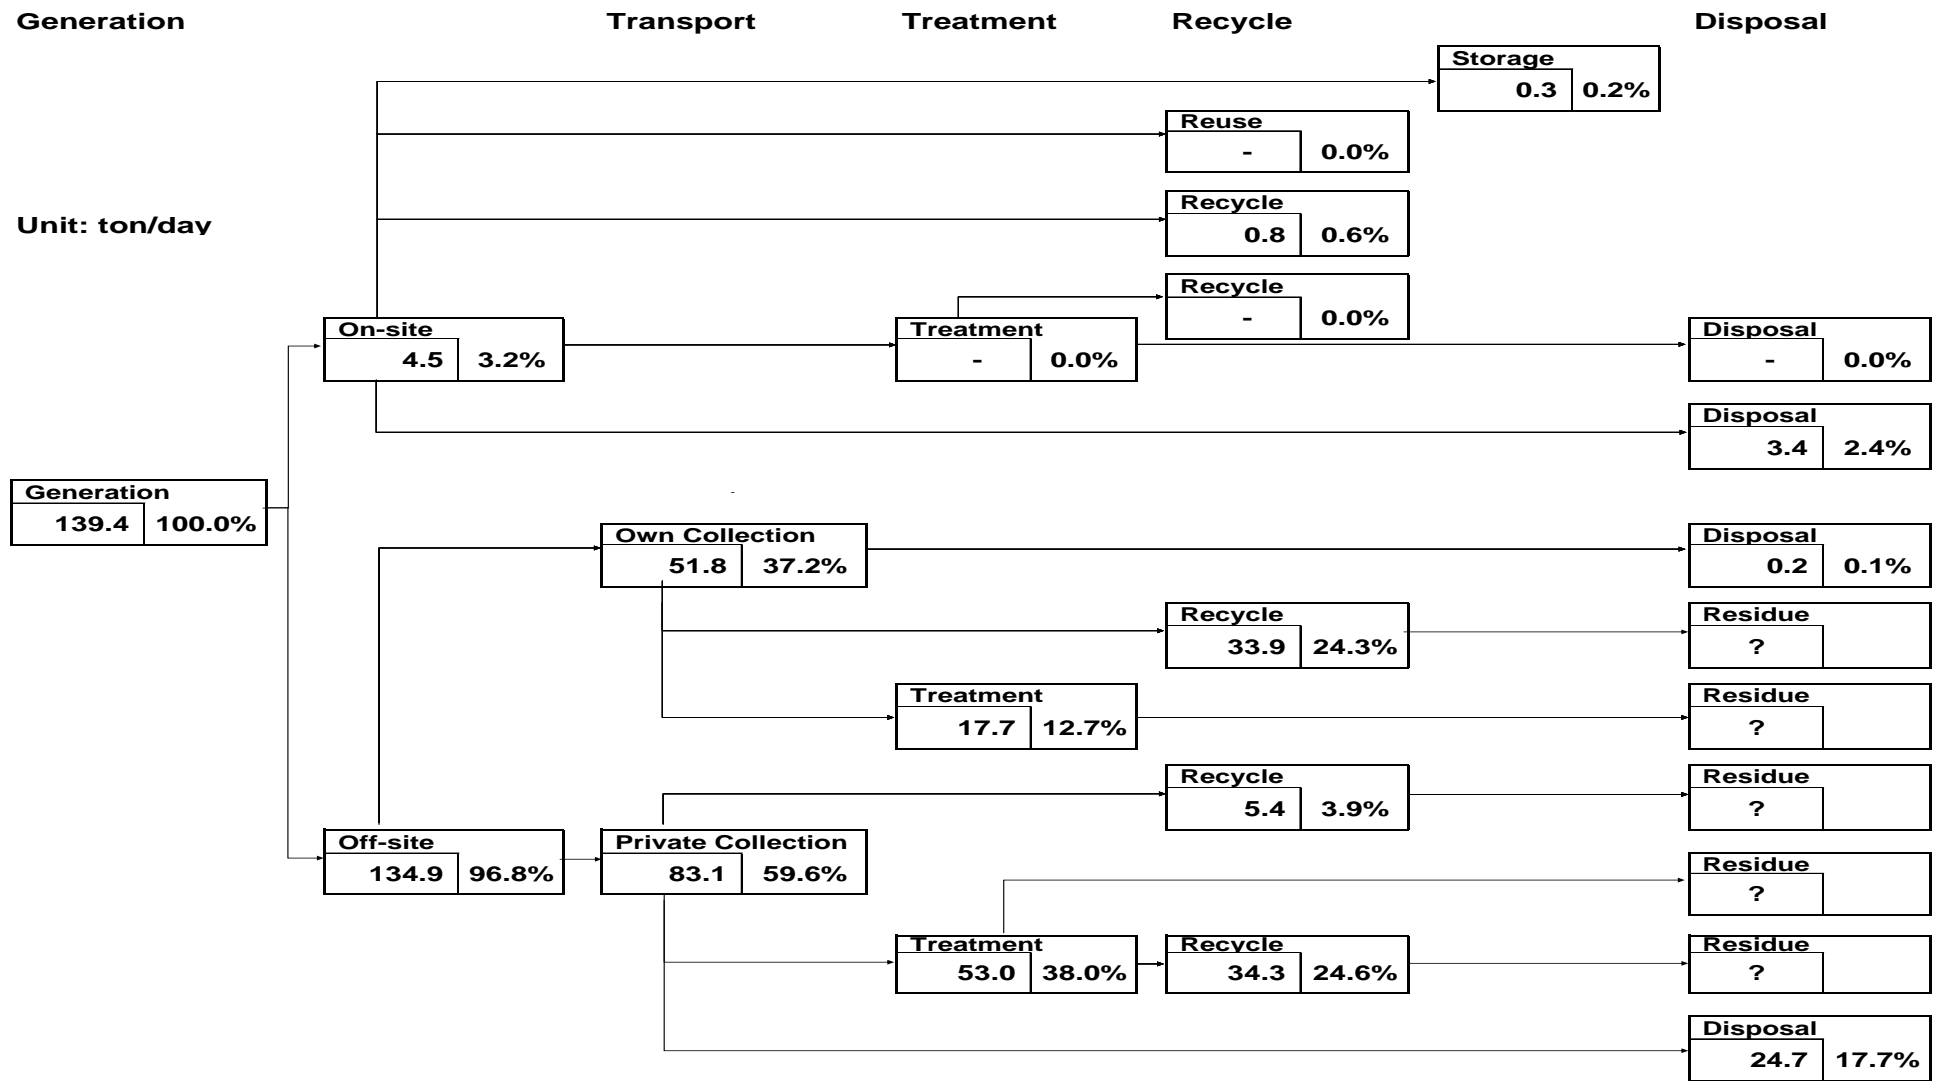 Generation Transport Treatment Recycle Disposal
Storage
0.3 0.2%
Reuse
- 0.0%
Unit: ton/day
Recycle
0.8 0.6%
Recycle
- 0.0%
On-site Treatment Disposal
4.5 3.2% - 0.0% - 0.0%
Disposal
3.4 2.4%
Generation
139.4 100.0%
Own Collection Disposal
51.8 37.2% 0.2 0.1%
Recycle Residue
33.9 24.3% ?
Treatment Residue
17.7 12.7% ?
Recycle Residue
5.4 3.9% ?
Off-site Private Collection
134.9 96.8% 83.1 59.6%
Residue
?
Treatment Recycle Residue
53.0 38.0% 34.3 24.6% ?
Disposal
24.7 17.7%